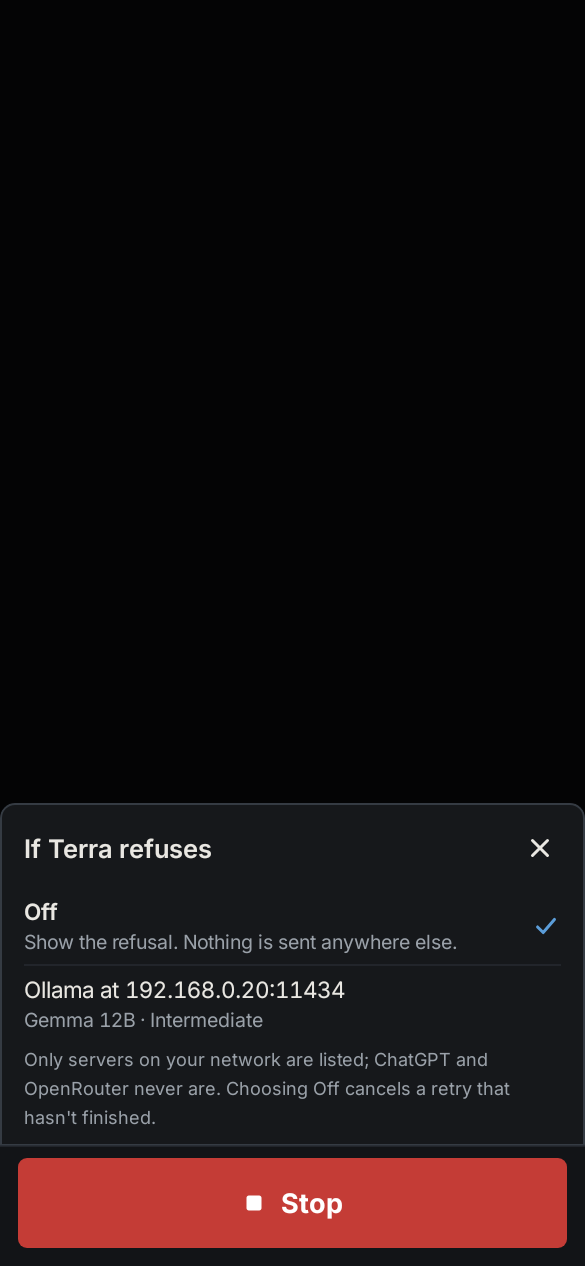 If Terra refuses
Off
Show the refusal. Nothing is sent anywhere else.
Ollama at 192.168.0.20:11434
Gemma 12B · Intermediate
Only servers on your network are listed; ChatGPT and
OpenRouter never are. Choosing Off cancels a retry that
hasn't finished.
Stop